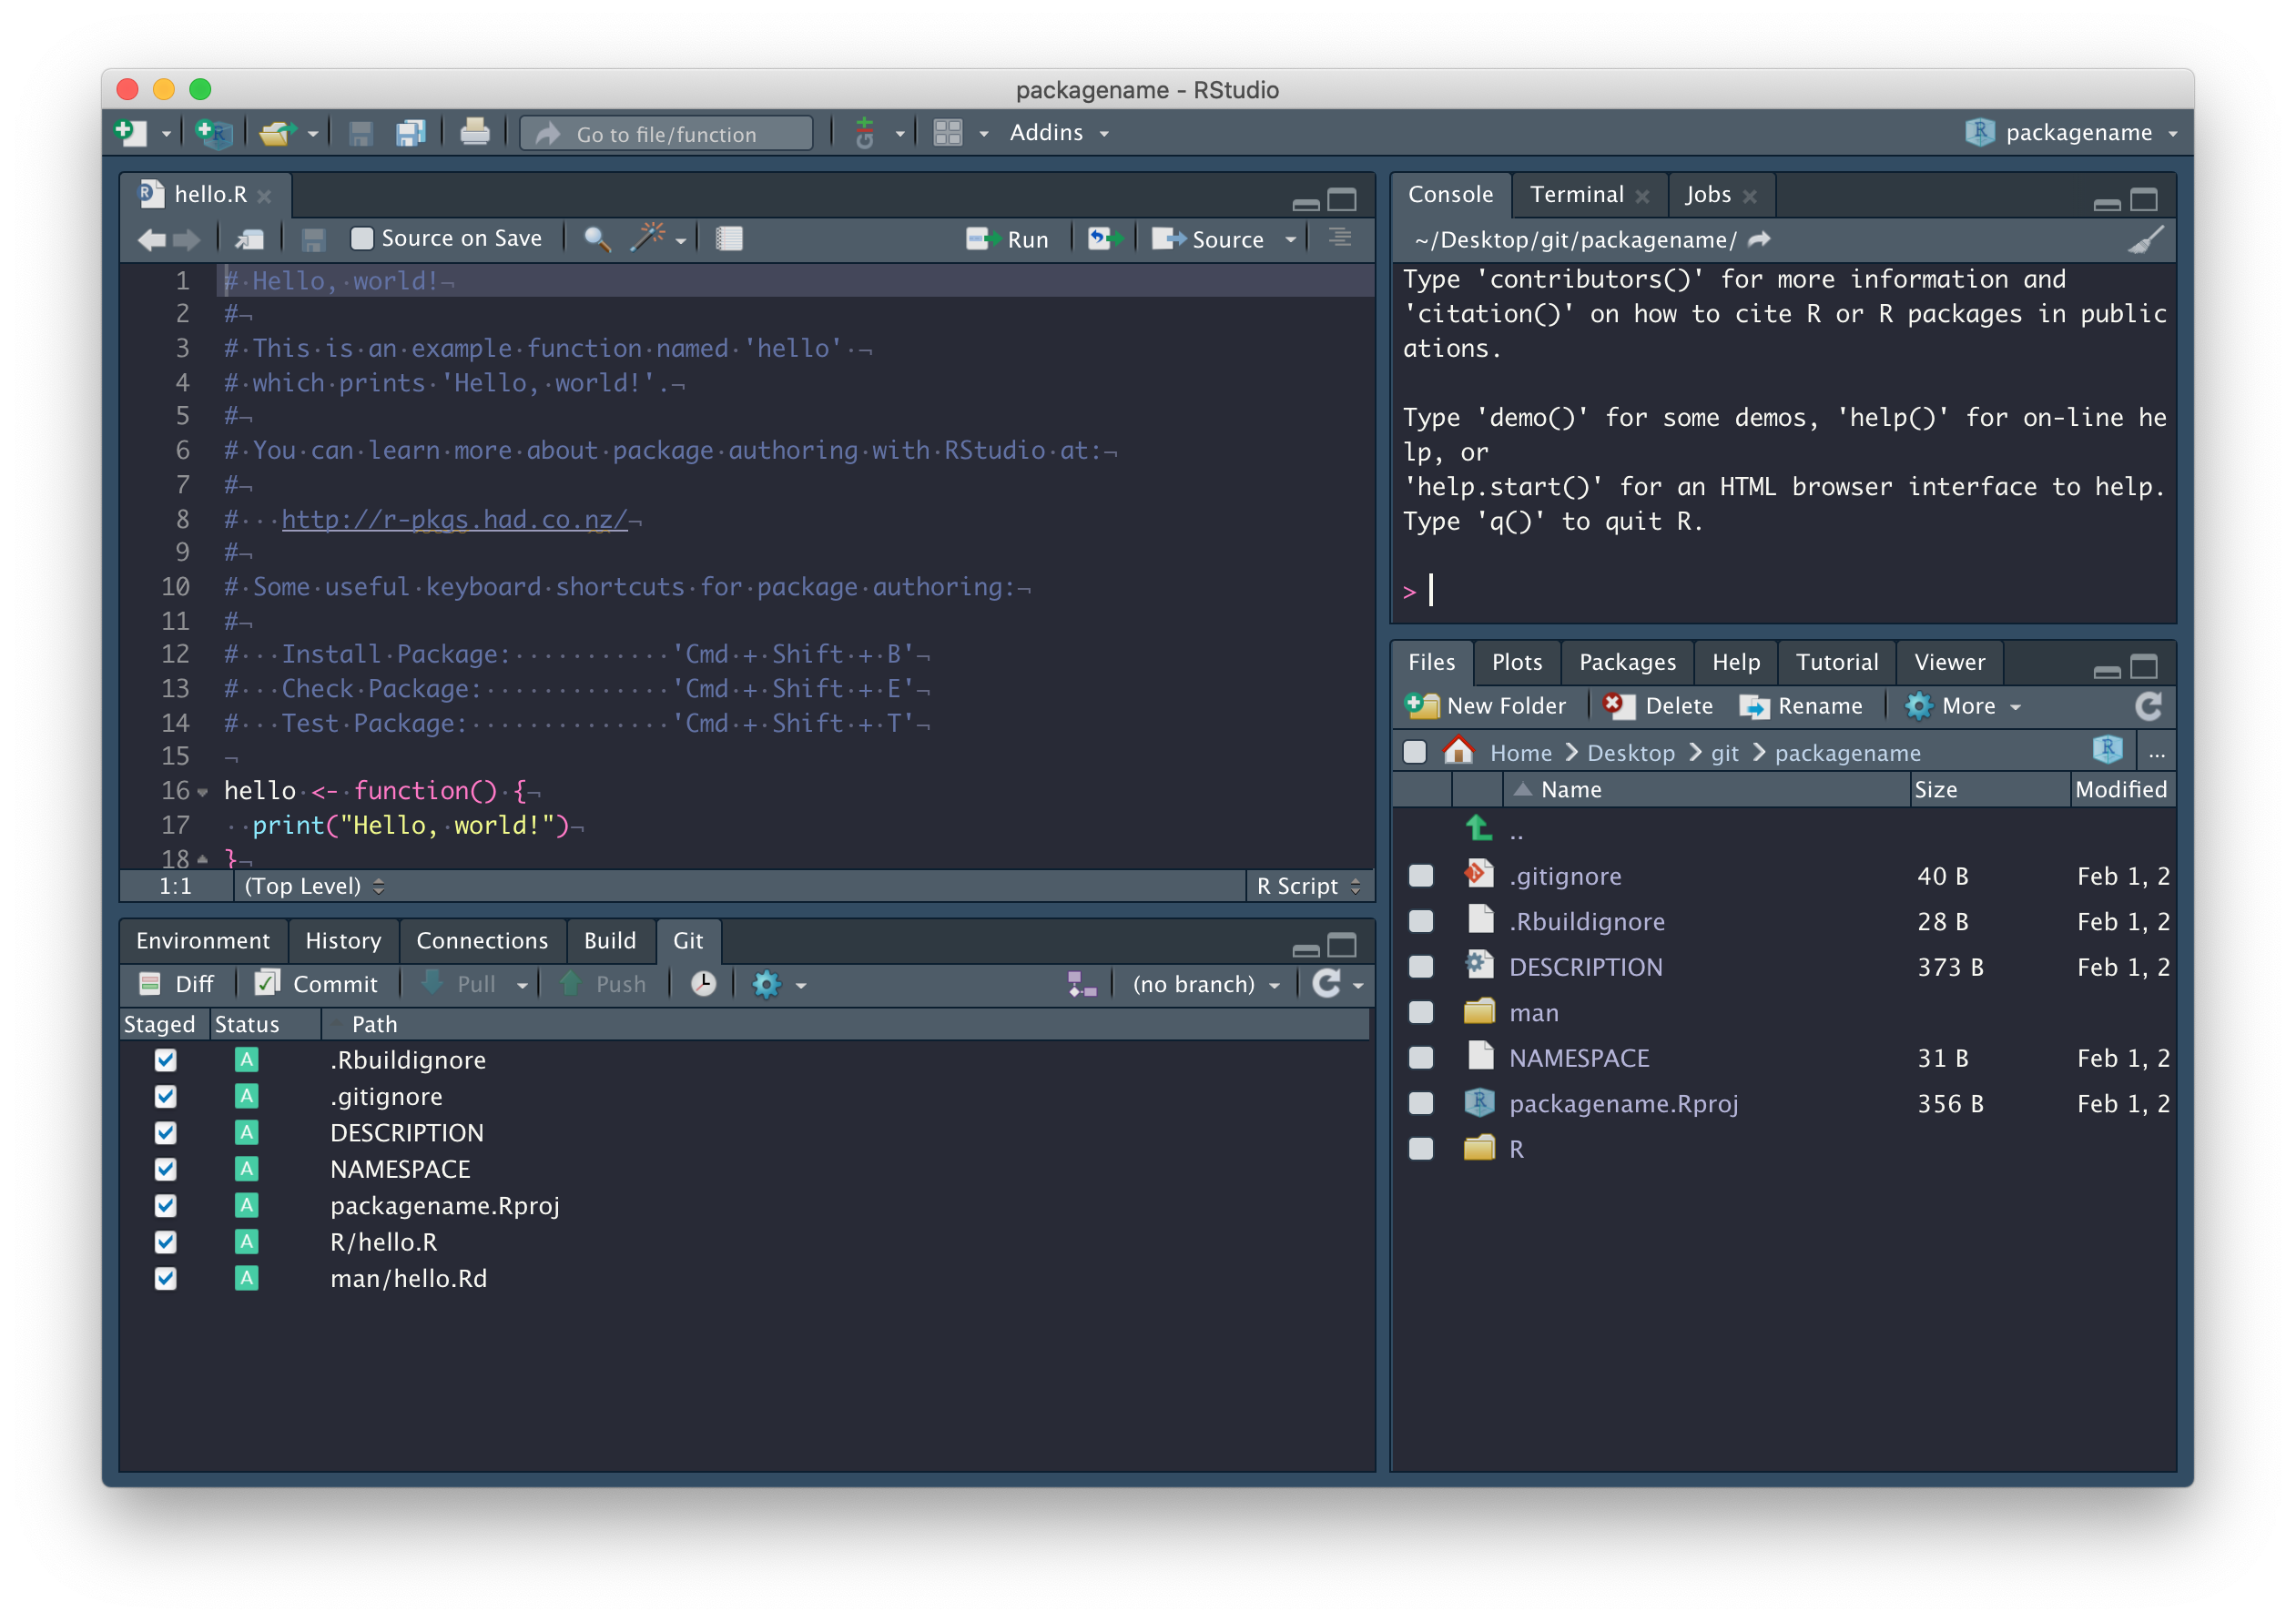 packagename - RStudio
Go to file/function
Addins
packagename
hello.R
Source on Save
Run
Source
1 # Hello, world!
2 #
3 # This is an example function named 'hello'
4 # which prints 'Hello, world!'.
5 #
6 # You can learn more about package authoring with RStudio at:
7 #
8 #   http://r-pkgs.had.co.nz/
9 #
10 # Some useful keyboard shortcuts for package authoring:
11 #
12 #   Install Package:           'Cmd + Shift + B'
13 #   Check Package:             'Cmd + Shift + E'
14 #   Test Package:              'Cmd + Shift + T'
15
16 hello <- function() {
17   print("Hello, world!")
18 }
1:1 (Top Level) R Script
Environment History Connections Build Git
Diff Commit Pull Push (no branch)
Staged Status Path
A .Rbuildignore
A .gitignore
A DESCRIPTION
A NAMESPACE
A packagename.Rproj
A R/hello.R
A man/hello.Rd
Console Terminal Jobs
~/Desktop/git/packagename/
Type 'contributors()' for more information and
'citation()' on how to cite R or R packages in public
ations.
Type 'demo()' for some demos, 'help()' for on-line he
lp, or
'help.start()' for an HTML browser interface to help.
Type 'q()' to quit R.
>
Files Plots Packages Help Tutorial Viewer
New Folder Delete Rename More
Home Desktop git packagename ...
Name Size Modified
..
.gitignore 40 B Feb 1, 2
.Rbuildignore 28 B Feb 1, 2
DESCRIPTION 373 B Feb 1, 2
man
NAMESPACE 31 B Feb 1, 2
packagename.Rproj 356 B Feb 1, 2
R